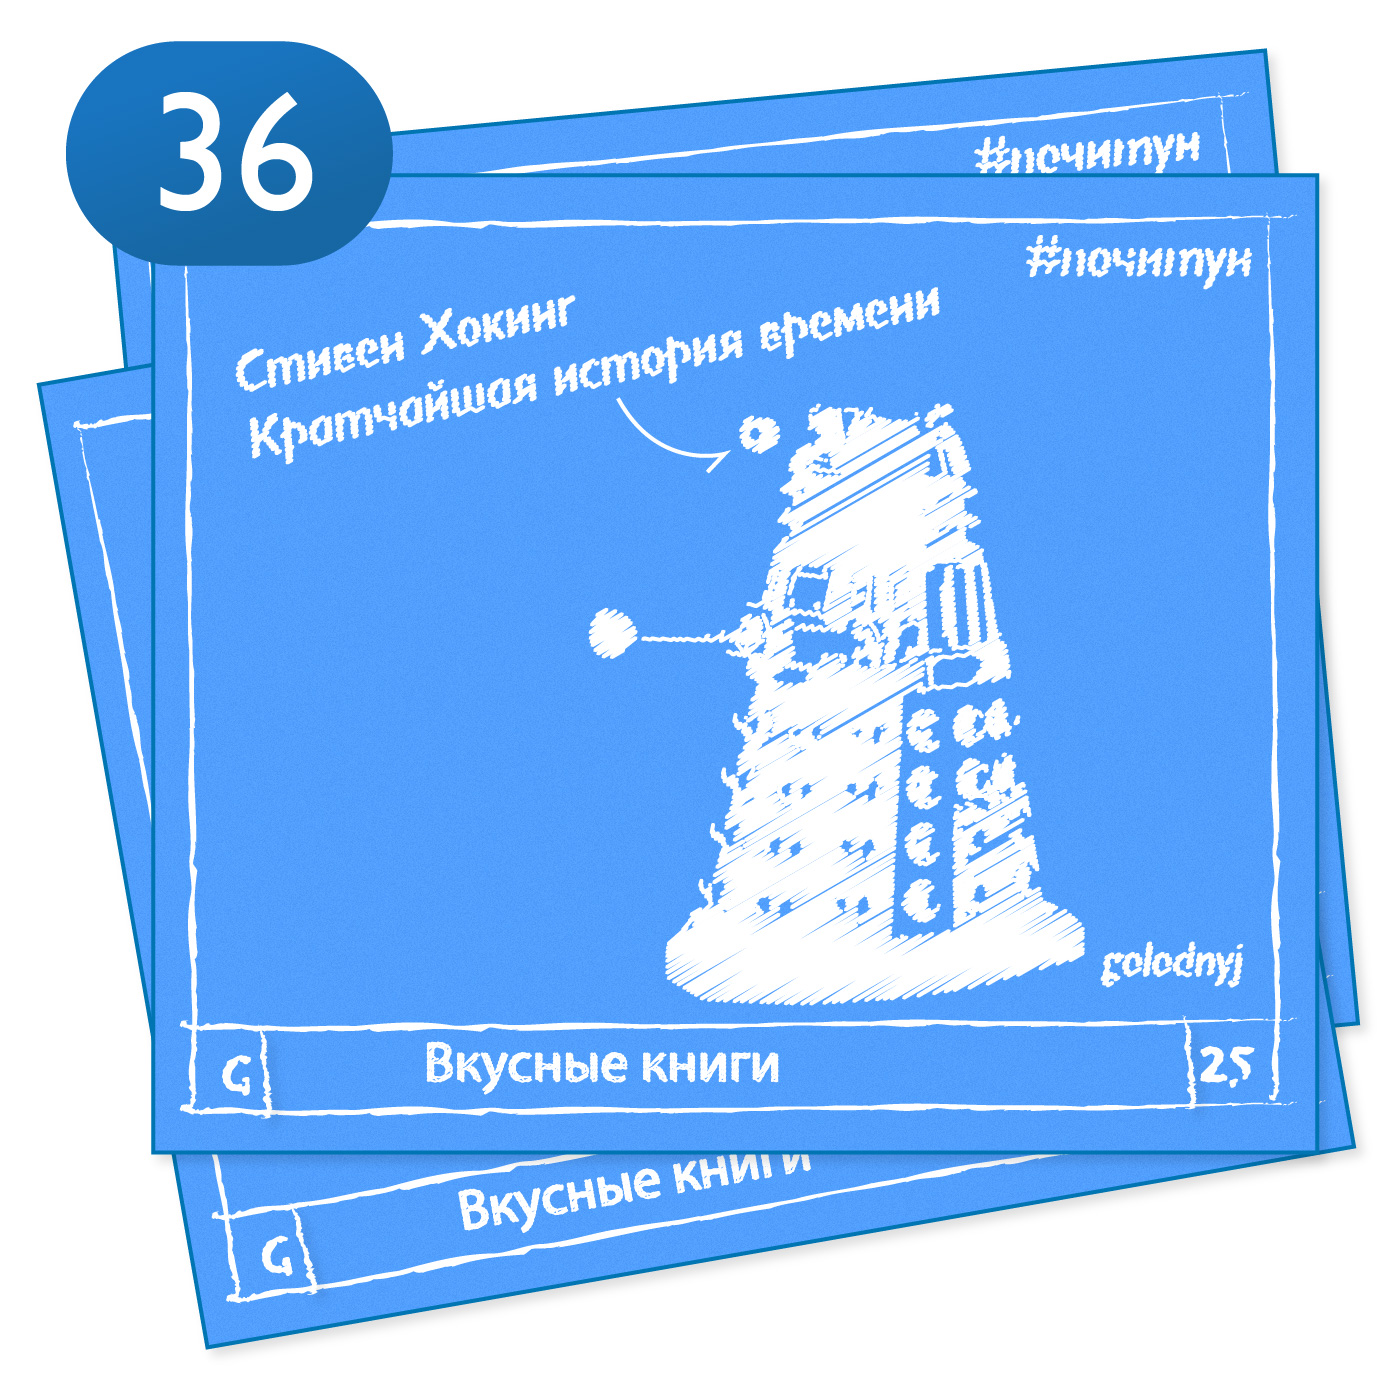 36
#почитун
#почитун
Стивен Хокинг
Кратчайшая история времени
golodnyj
G
Вкусные книги
25
Вкусные книги
G